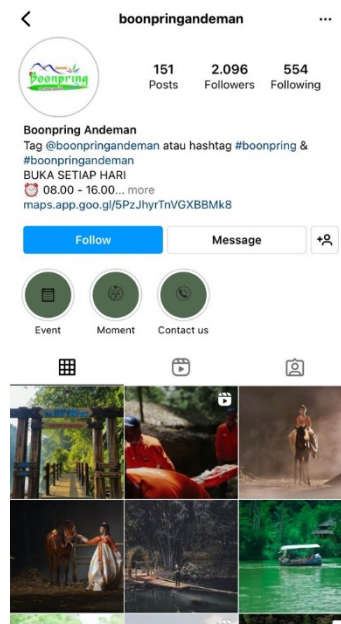 boonpringandeman
Boonpring
151
Posts
2.096
Followers
554
Following
Boonpring Andeman
Tag @boonpringandeman atau hashtag #boonpring &
#boonpringandeman
BUKA SETIAP HARI
⏰ 08.00 - 16.00... more
maps.app.goo.gl/5PzJhyrTnVGXBBMk8
Follow
Message
Event
Moment
Contact us